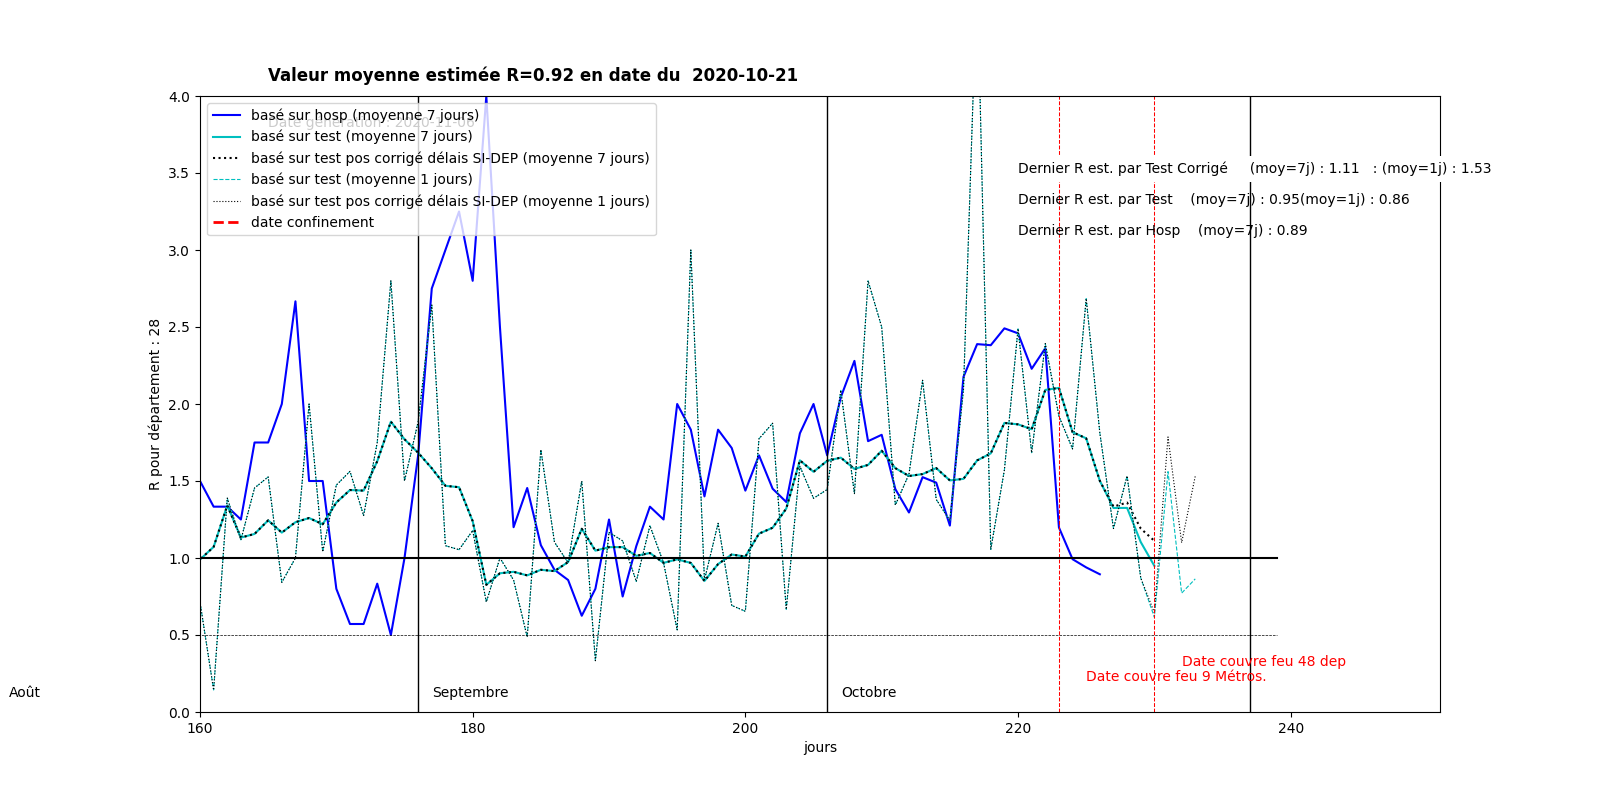 Valeur moyenne estimée R=0.92 en date du  2020-10-21
Date génération : 2020-11-06
basé sur hosp (moyenne 7 jours)
basé sur test (moyenne 7 jours)
basé sur test pos corrigé délais SI-DEP (moyenne 7 jours)
basé sur test (moyenne 1 jours)
basé sur test pos corrigé délais SI-DEP (moyenne 1 jours)
date confinement
Dernier R est. par Test Corrigé     (moy=7j) : 1.11   : (moy=1j) : 1.53
Dernier R est. par Test    (moy=7j) : 0.95(moy=1j) : 0.86
Dernier R est. par Hosp    (moy=7j) : 0.89
4.0
3.5
3.0
2.5
2.0
1.5
1.0
0.5
0.0
R pour département : 28
Date couvre feu 48 dep
Date couvre feu 9 Métros.
Août
Septembre
Octobre
160
180
200
220
240
jours